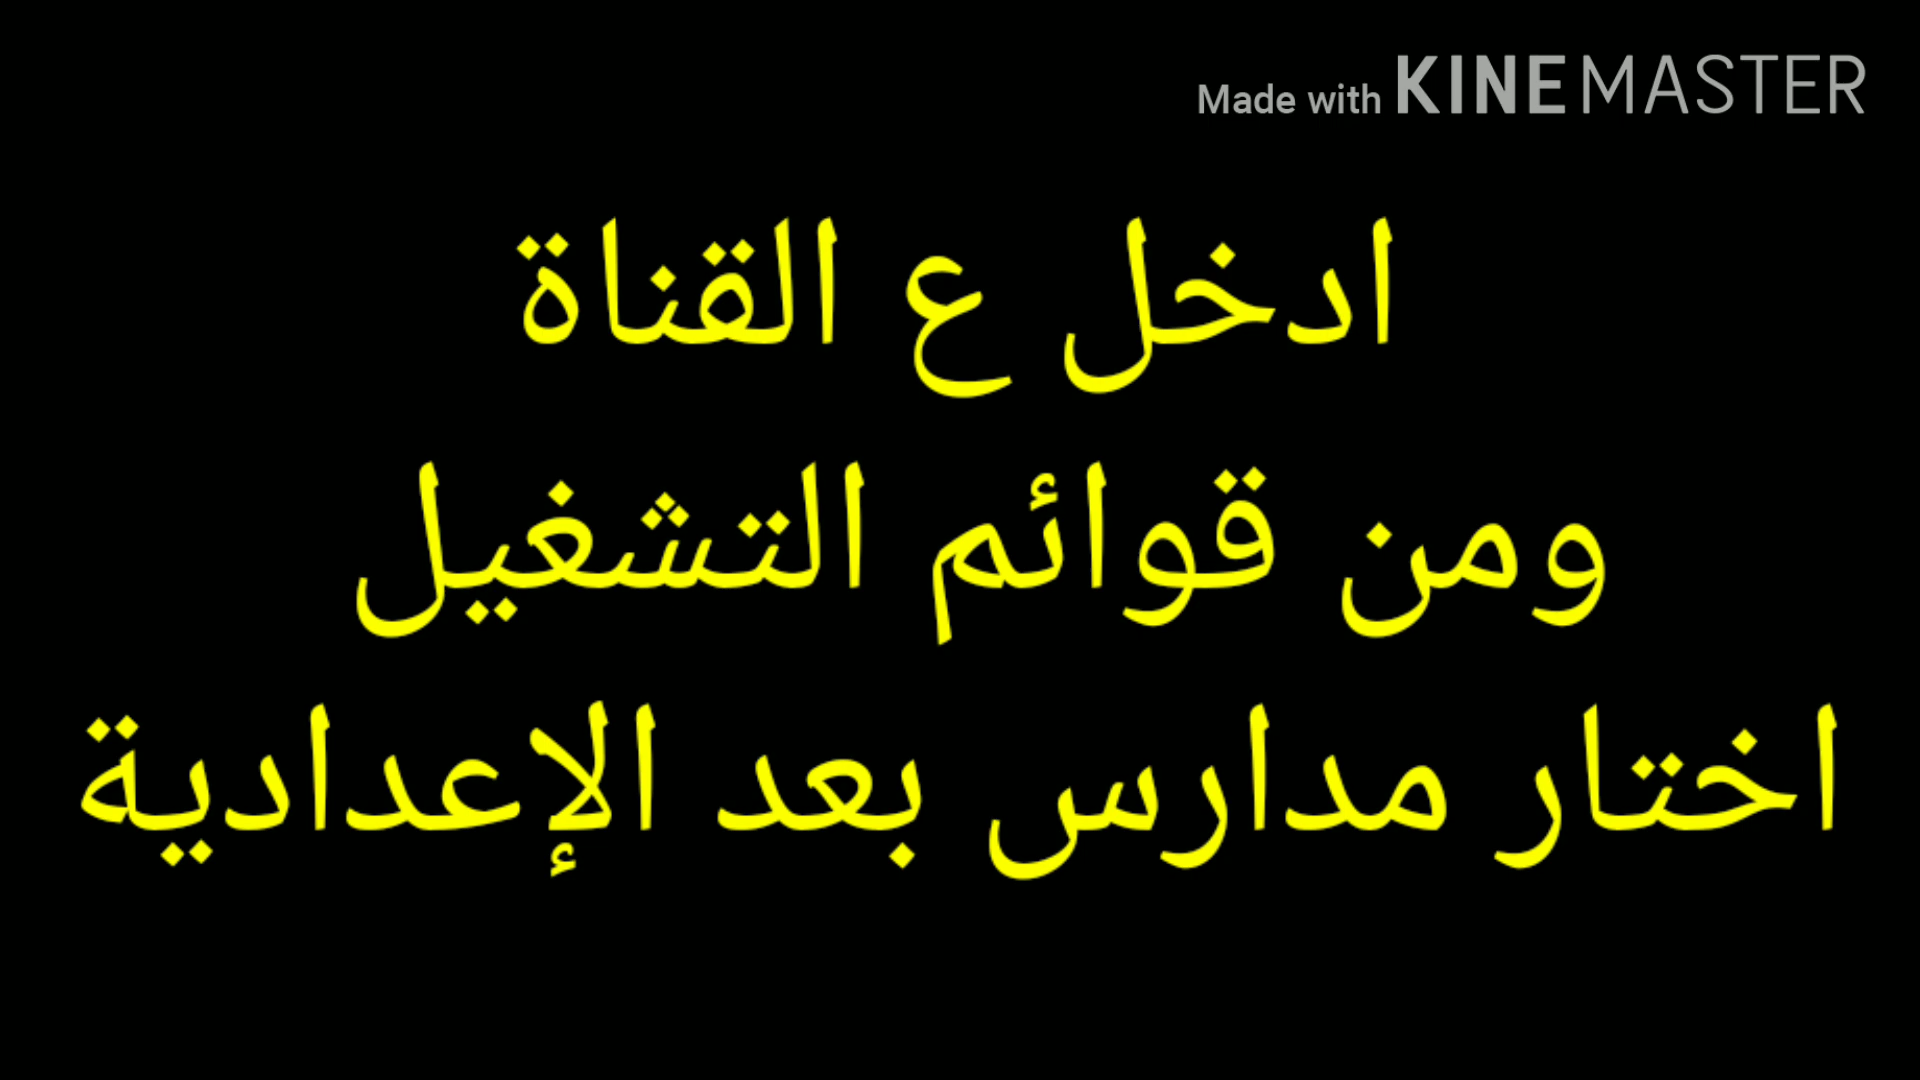 Made with KINEMASTER
ادخل ع القناة
ومن قوائم التشغيل
اختار مدارس بعد الإعدادية